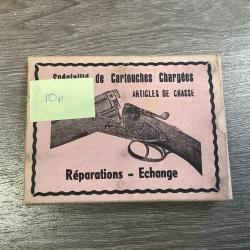 Spécialité de Cartouches Chargées
ARTICLES DE CHASSE
10p.
Réparations - Echange